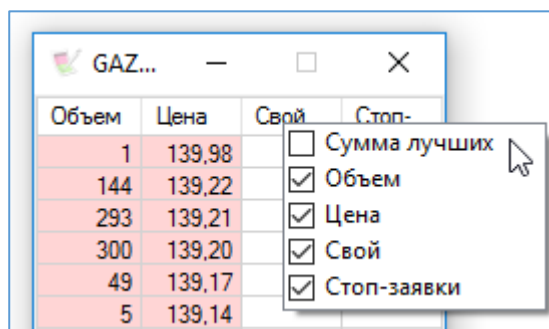 GAZ...
Объем Цена Свой Стоп-
1 139,98 Сумма лучших
144 139,22 Объем
293 139,21 Цена
300 139,20 Свой
49 139,17 Стоп-заявки
5 139,14